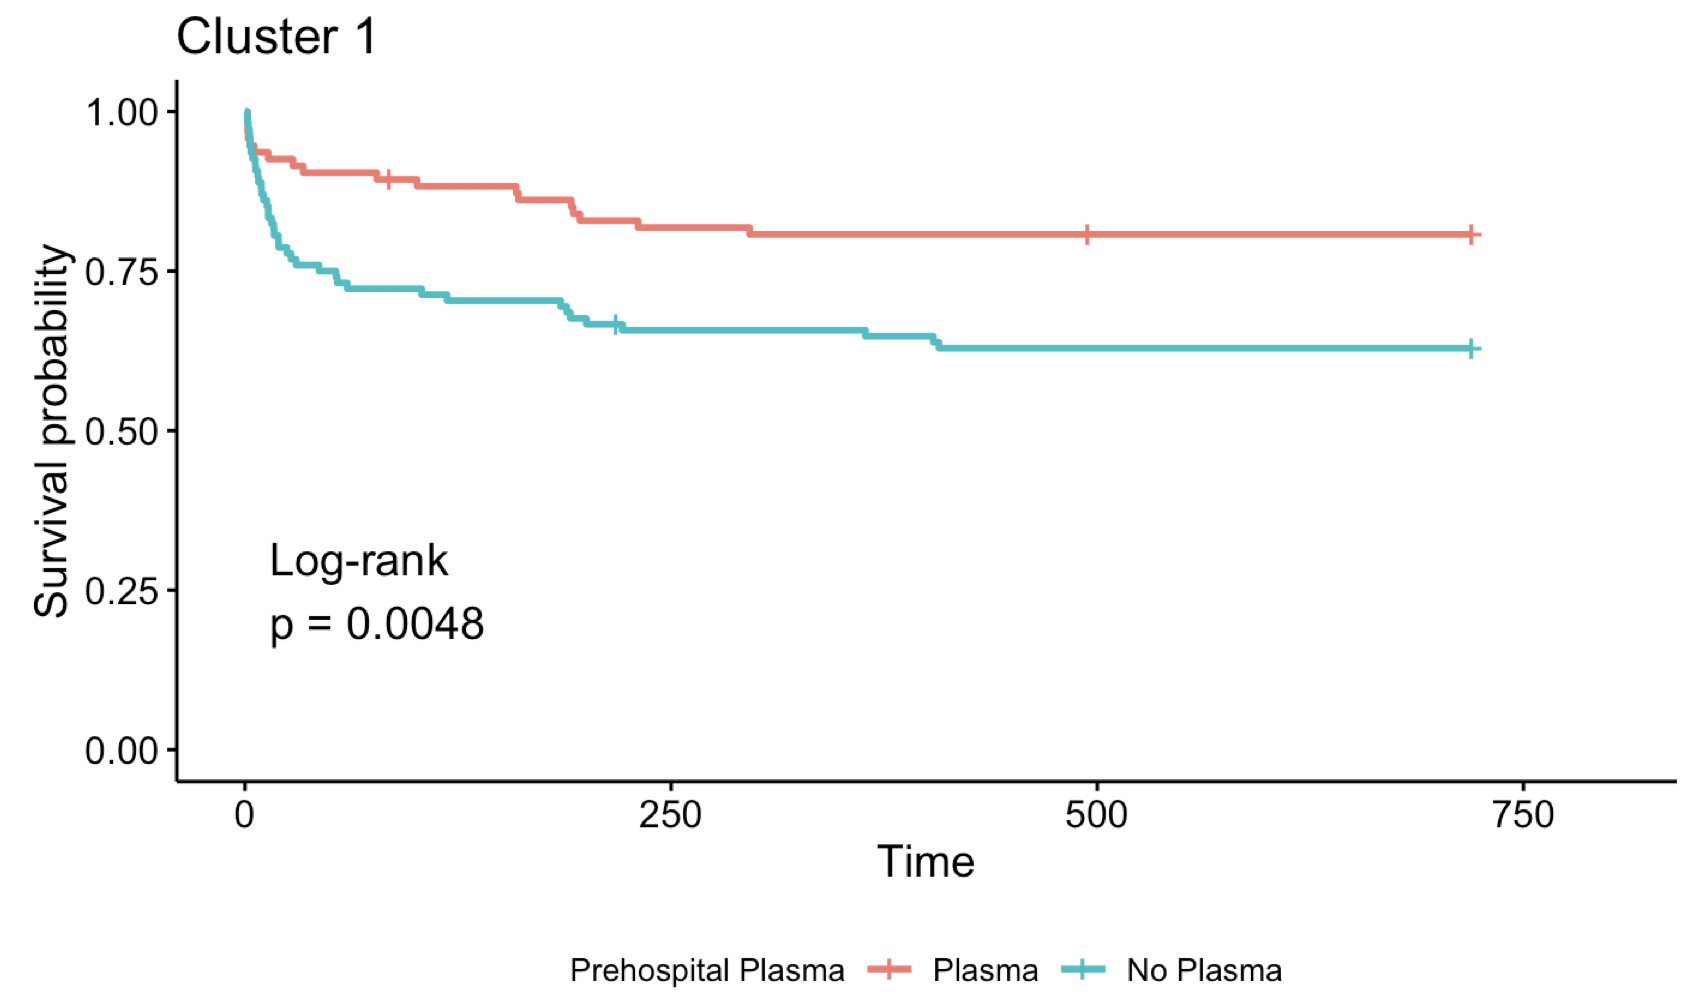 Cluster 1
1.00
0.75
0.50
0.25
0.00
Survival probability
Log-rank
p = 0.0048
0 250 500 750
Time
Prehospital Plasma Plasma No Plasma